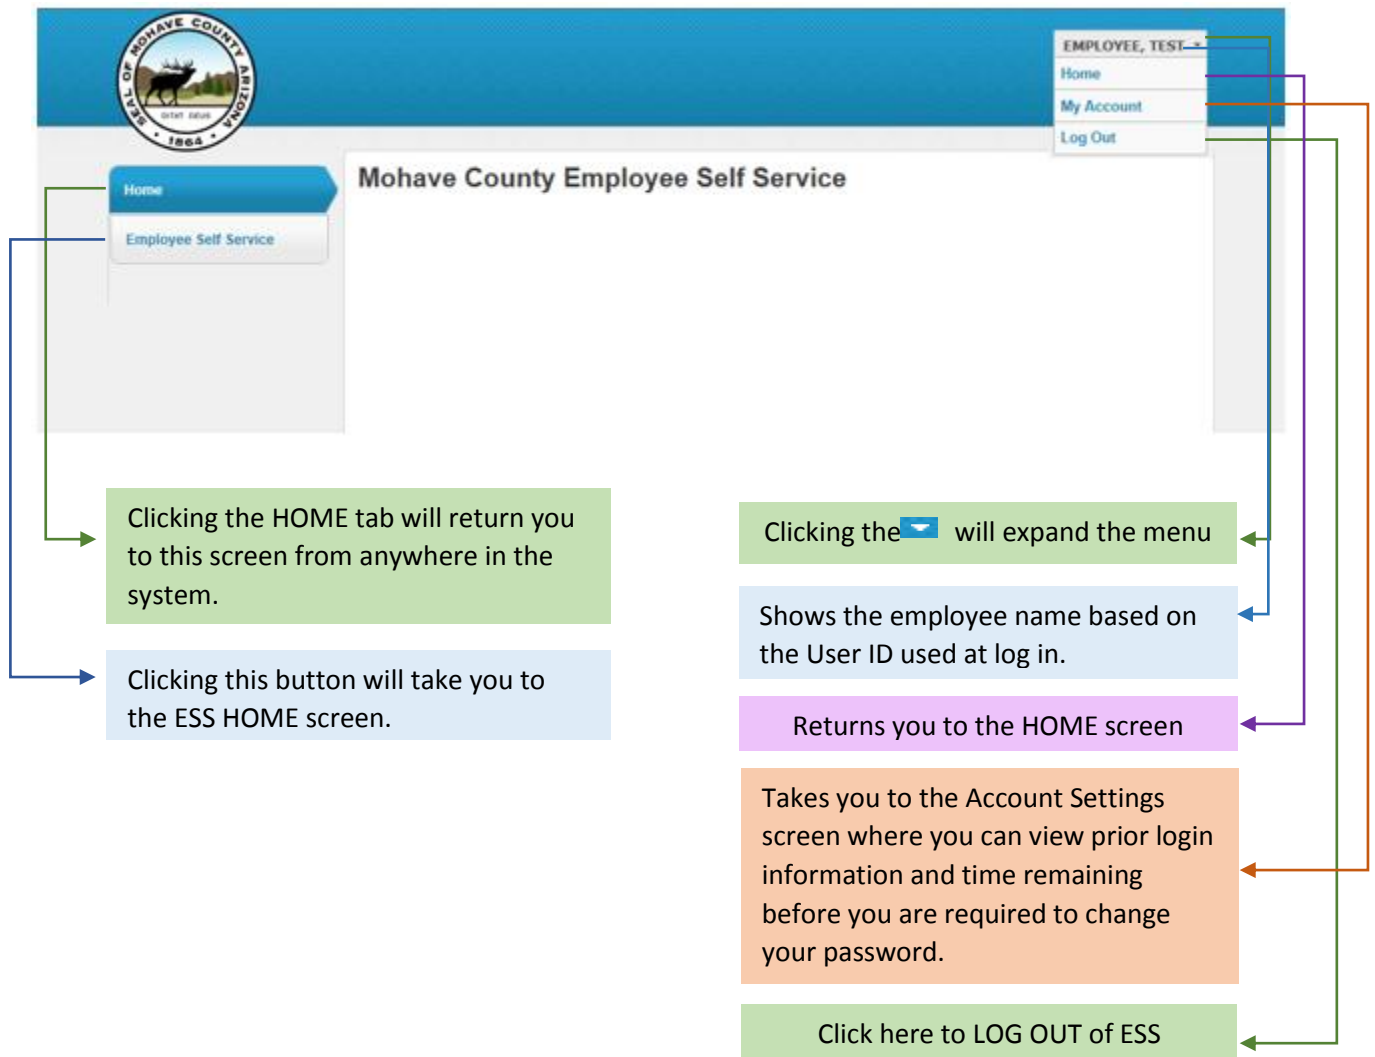 SEAL OF MOHAVE COUNTY ARIZONA
DITAT DEUS
1864
EMPLOYEE, TEST
Home
My Account
Log Out
Home
Employee Self Service
Mohave County Employee Self Service
Clicking the HOME tab will return you
to this screen from anywhere in the
system.
Clicking this button will take you to
the ESS HOME screen.
Clicking the will expand the menu
Shows the employee name based on
the User ID used at log in.
Returns you to the HOME screen
Takes you to the Account Settings
screen where you can view prior login
information and time remaining
before you are required to change
your password.
Click here to LOG OUT of ESS